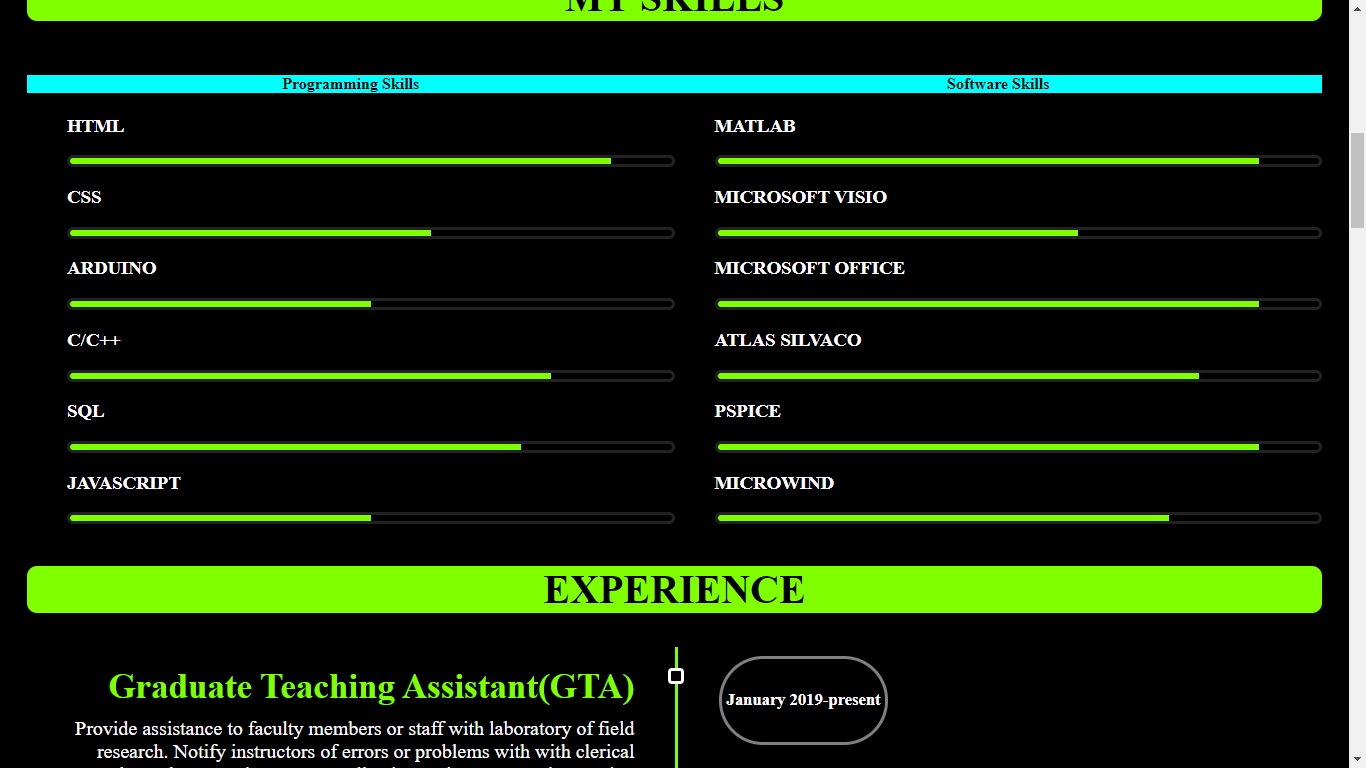 MY SKILLS
Programming Skills
Software Skills
HTML
MATLAB
CSS
MICROSOFT VISIO
ARDUINO
MICROSOFT OFFICE
C/C++
ATLAS SILVACO
SQL
PSPICE
JAVASCRIPT
MICROWIND
EXPERIENCE
Graduate Teaching Assistant(GTA)
January 2019-present
Provide assistance to faculty members or staff with laboratory of field
research. Notify instructors of errors or problems with with clerical